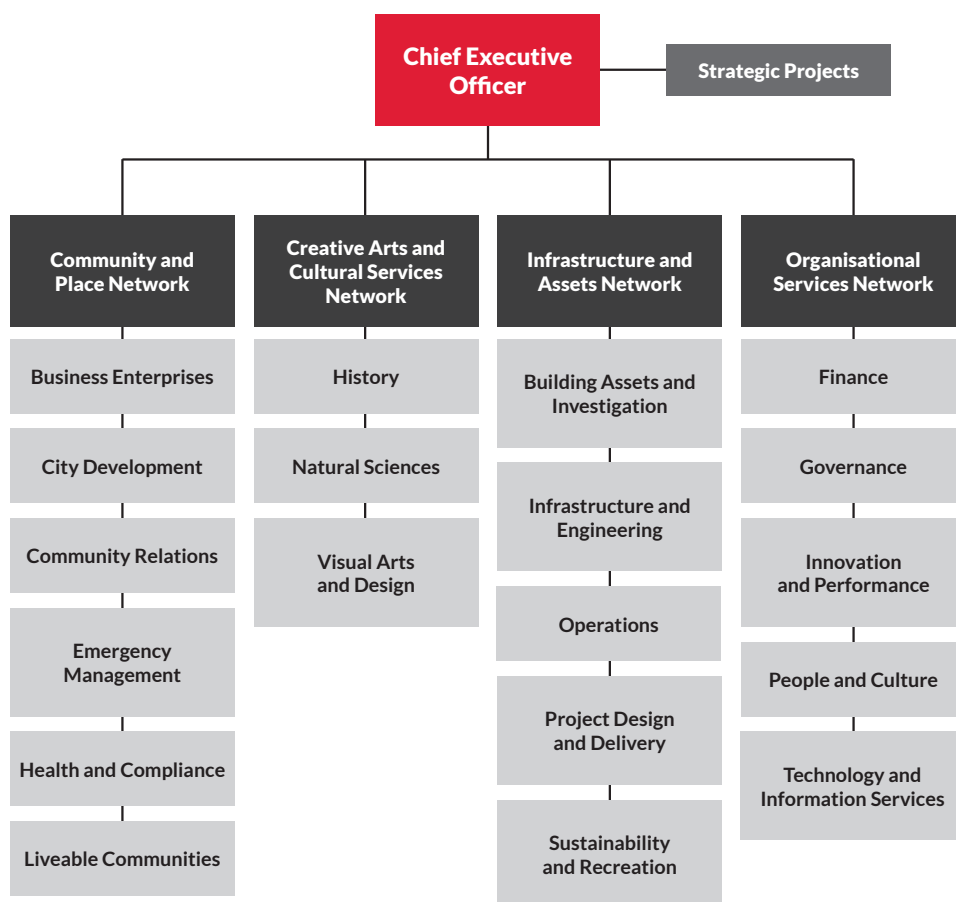 Chief Executive
Officer
Strategic Projects
Community and
Place Network
Business Enterprises
City Development
Community Relations
Emergency
Management
Health and Compliance
Liveable Communities
Creative Arts and
Cultural Services
Network
History
Natural Sciences
Visual Arts
and Design
Infrastructure and
Assets Network
Building Assets and
Investigation
Infrastructure and
Engineering
Operations
Project Design
and Delivery
Sustainability
and Recreation
Organisational
Services Network
Finance
Governance
Innovation
and Performance
People and Culture
Technology and
Information Services